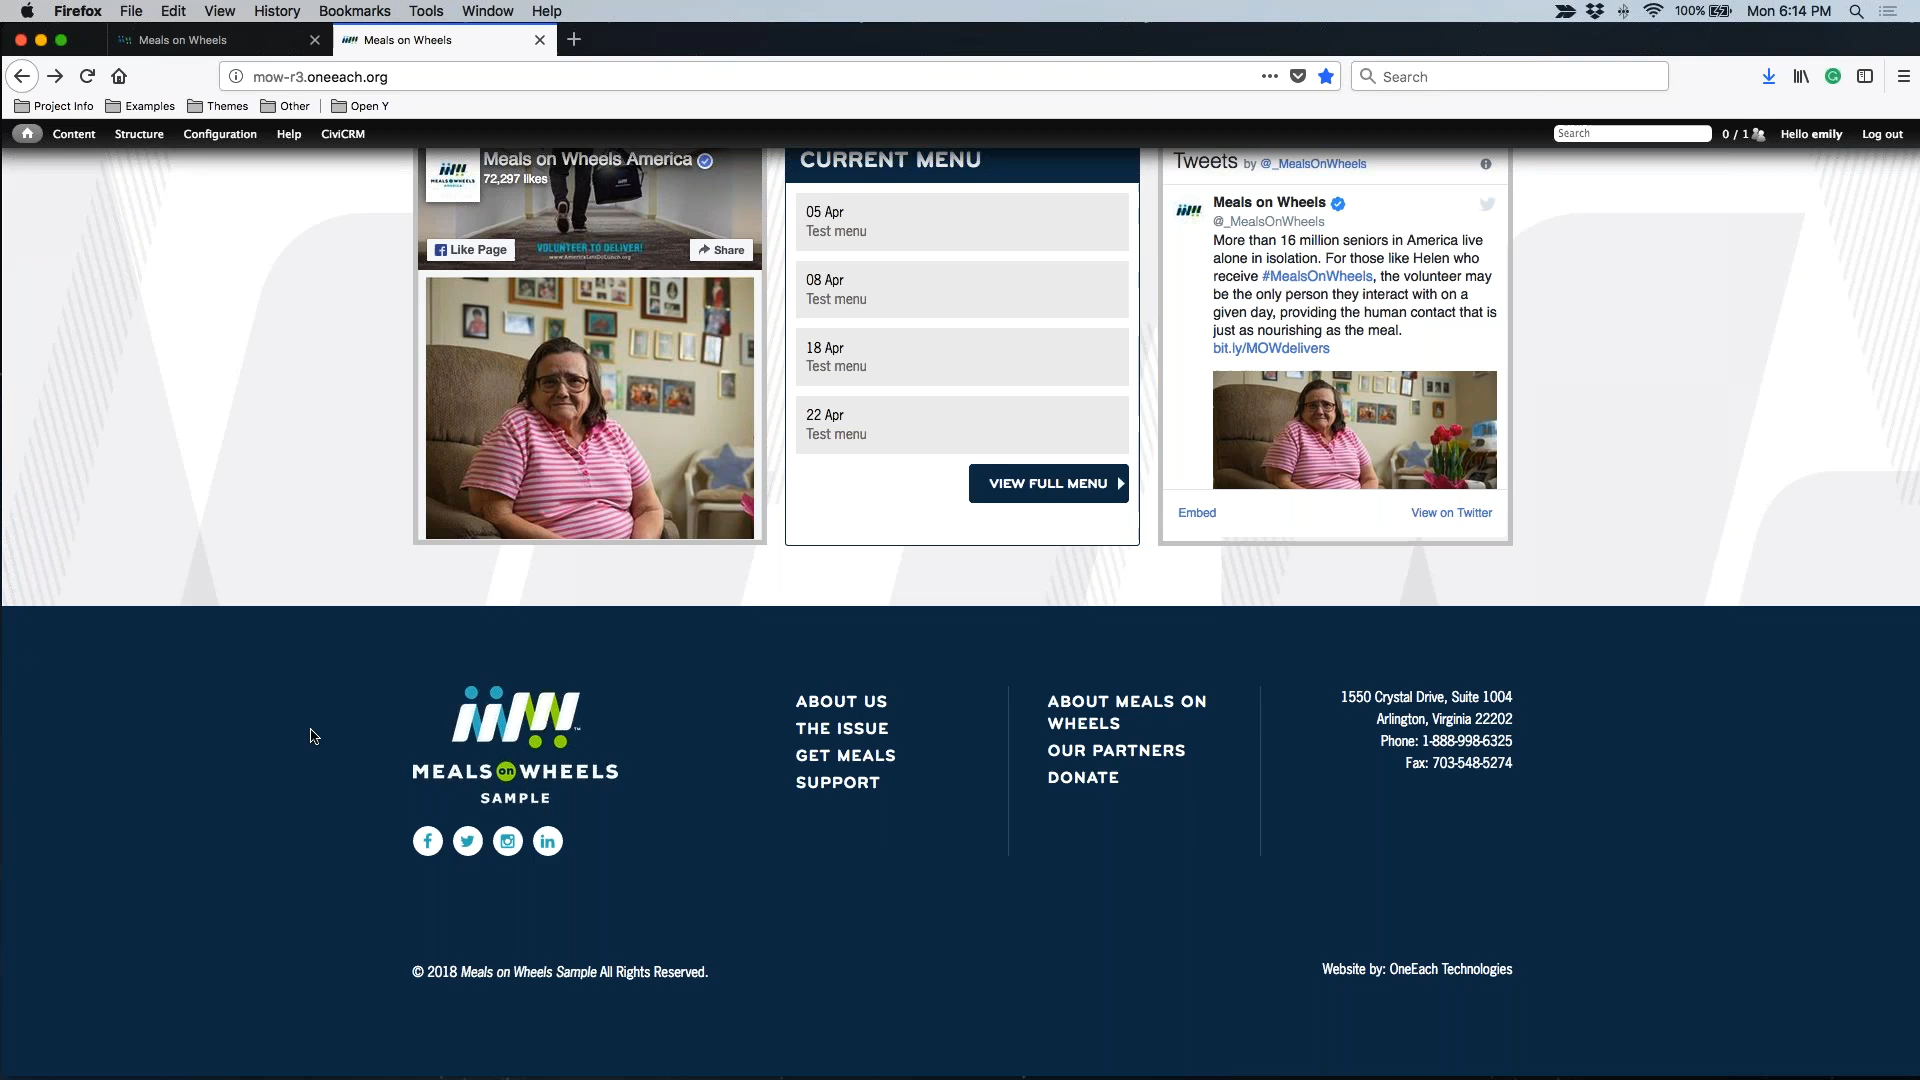 Firefox File Edit View History Bookmarks Tools Window Help 100% Mon 6:14 PM
Meals on Wheels Meals on Wheels
mow-r3.oneeach.org Search
Project Info Examples Themes Other Open Y
Content Structure Configuration Help CiviCRM Search 0 / 1 Hello emily Log out
Meals on Wheels America
72,297 likes
MEALS on WHEELS
AMERICA
Like Page
VOLUNTEER TO DELIVER!
www.AmericaLetsDoLunch.org
Share
CURRENT MENU
05 Apr
Test menu
08 Apr
Test menu
18 Apr
Test menu
22 Apr
Test menu
VIEW FULL MENU
Tweets by @_MealsOnWheels
Meals on Wheels
@_MealsOnWheels
More than 16 million seniors in America live
alone in isolation. For those like Helen who
receive #MealsOnWheels, the volunteer may
be the only person they interact with on a
given day, providing the human contact that is
just as nourishing as the meal.
bit.ly/MOWdelivers
Embed View on Twitter
MEALS on WHEELS
SAMPLE
ABOUT US
THE ISSUE
GET MEALS
SUPPORT
ABOUT MEALS ON
WHEELS
OUR PARTNERS
DONATE
1550 Crystal Drive, Suite 1004
Arlington, Virginia 22202
Phone: 1-888-998-6325
Fax: 703-548-5274
© 2018 Meals on Wheels Sample All Rights Reserved.
Website by: OneEach Technologies